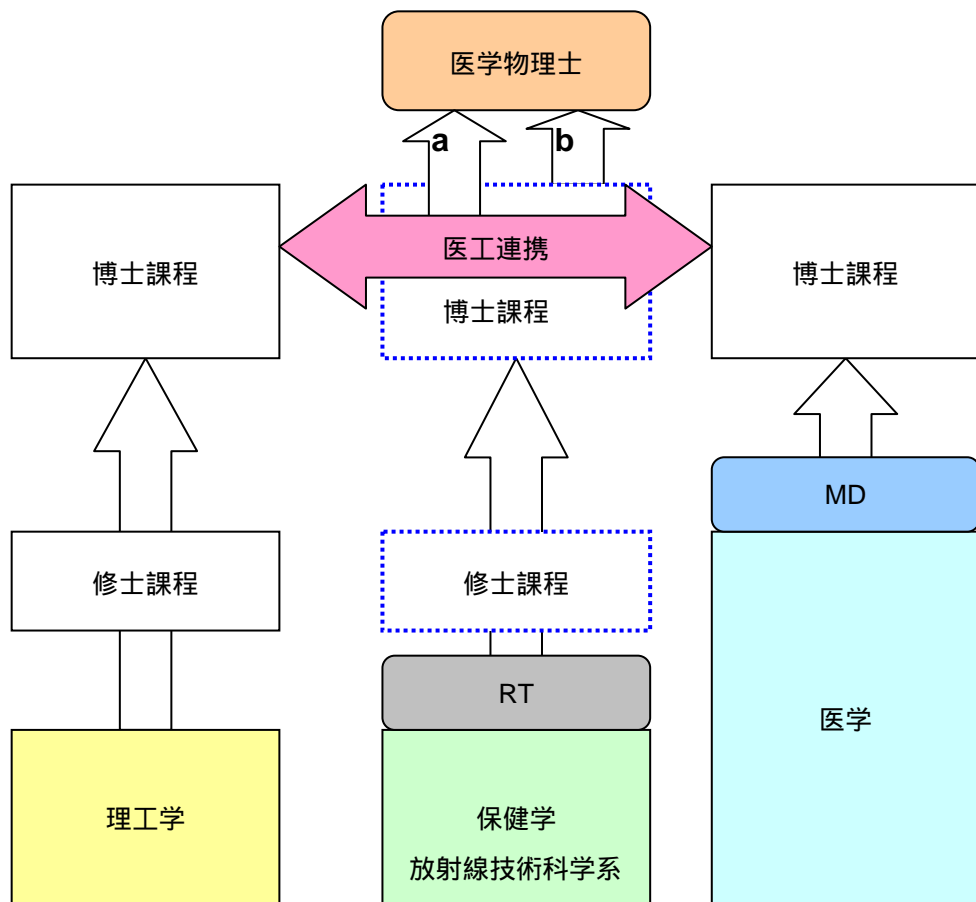 医学物理士
a
b
医工連携
博士課程
博士課程
博士課程
MD
修士課程
修士課程
RT
医学
理工学
保健学
放射線技術科学系